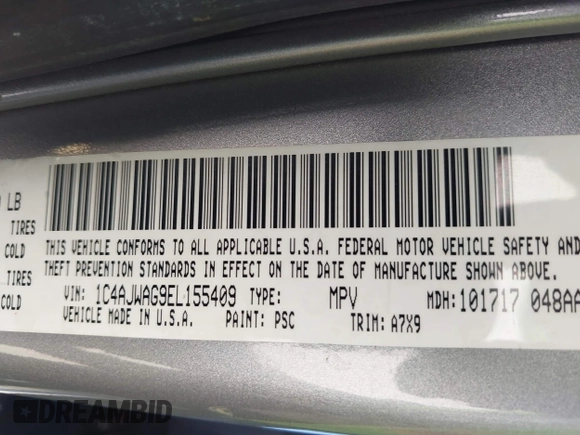 LB
TIRES
COLD
TIRES
COLD
THIS VEHICLE CONFORMS TO ALL APPLICABLE U.S.A. FEDERAL MOTOR VEHICLE SAFETY AND
THEFT PREVENTION STANDARDS IN EFFECT ON THE DATE OF MANUFACTURE SHOWN ABOVE.
VIN: 1C4AJWAG9EL155409 TYPE: MPV MDH: 101717 048AA
VEHICLE MADE IN U.S.A. PAINT: PSC TRIM: A7X9
DREAMBID